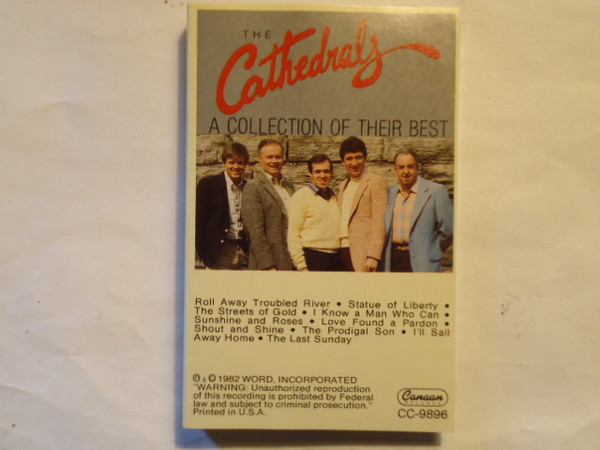 THE
Cathedrals
A COLLECTION OF THEIR BEST
Roll Away Troubled River • Statue of Liberty •
The Streets of Gold • I Know a Man Who Can •
Sunshine and Roses • Love Found a Pardon •
Shout and Shine • The Prodigal Son • I'll Sail
Away Home • The Last Sunday
℗ & © 1982 WORD, INCORPORATED
"WARNING: Unauthorized reproduction
of this recording is prohibited by Federal
law and subject to criminal prosecution."
Printed in U.S.A.
Canaan
RECORDS
CC-9896